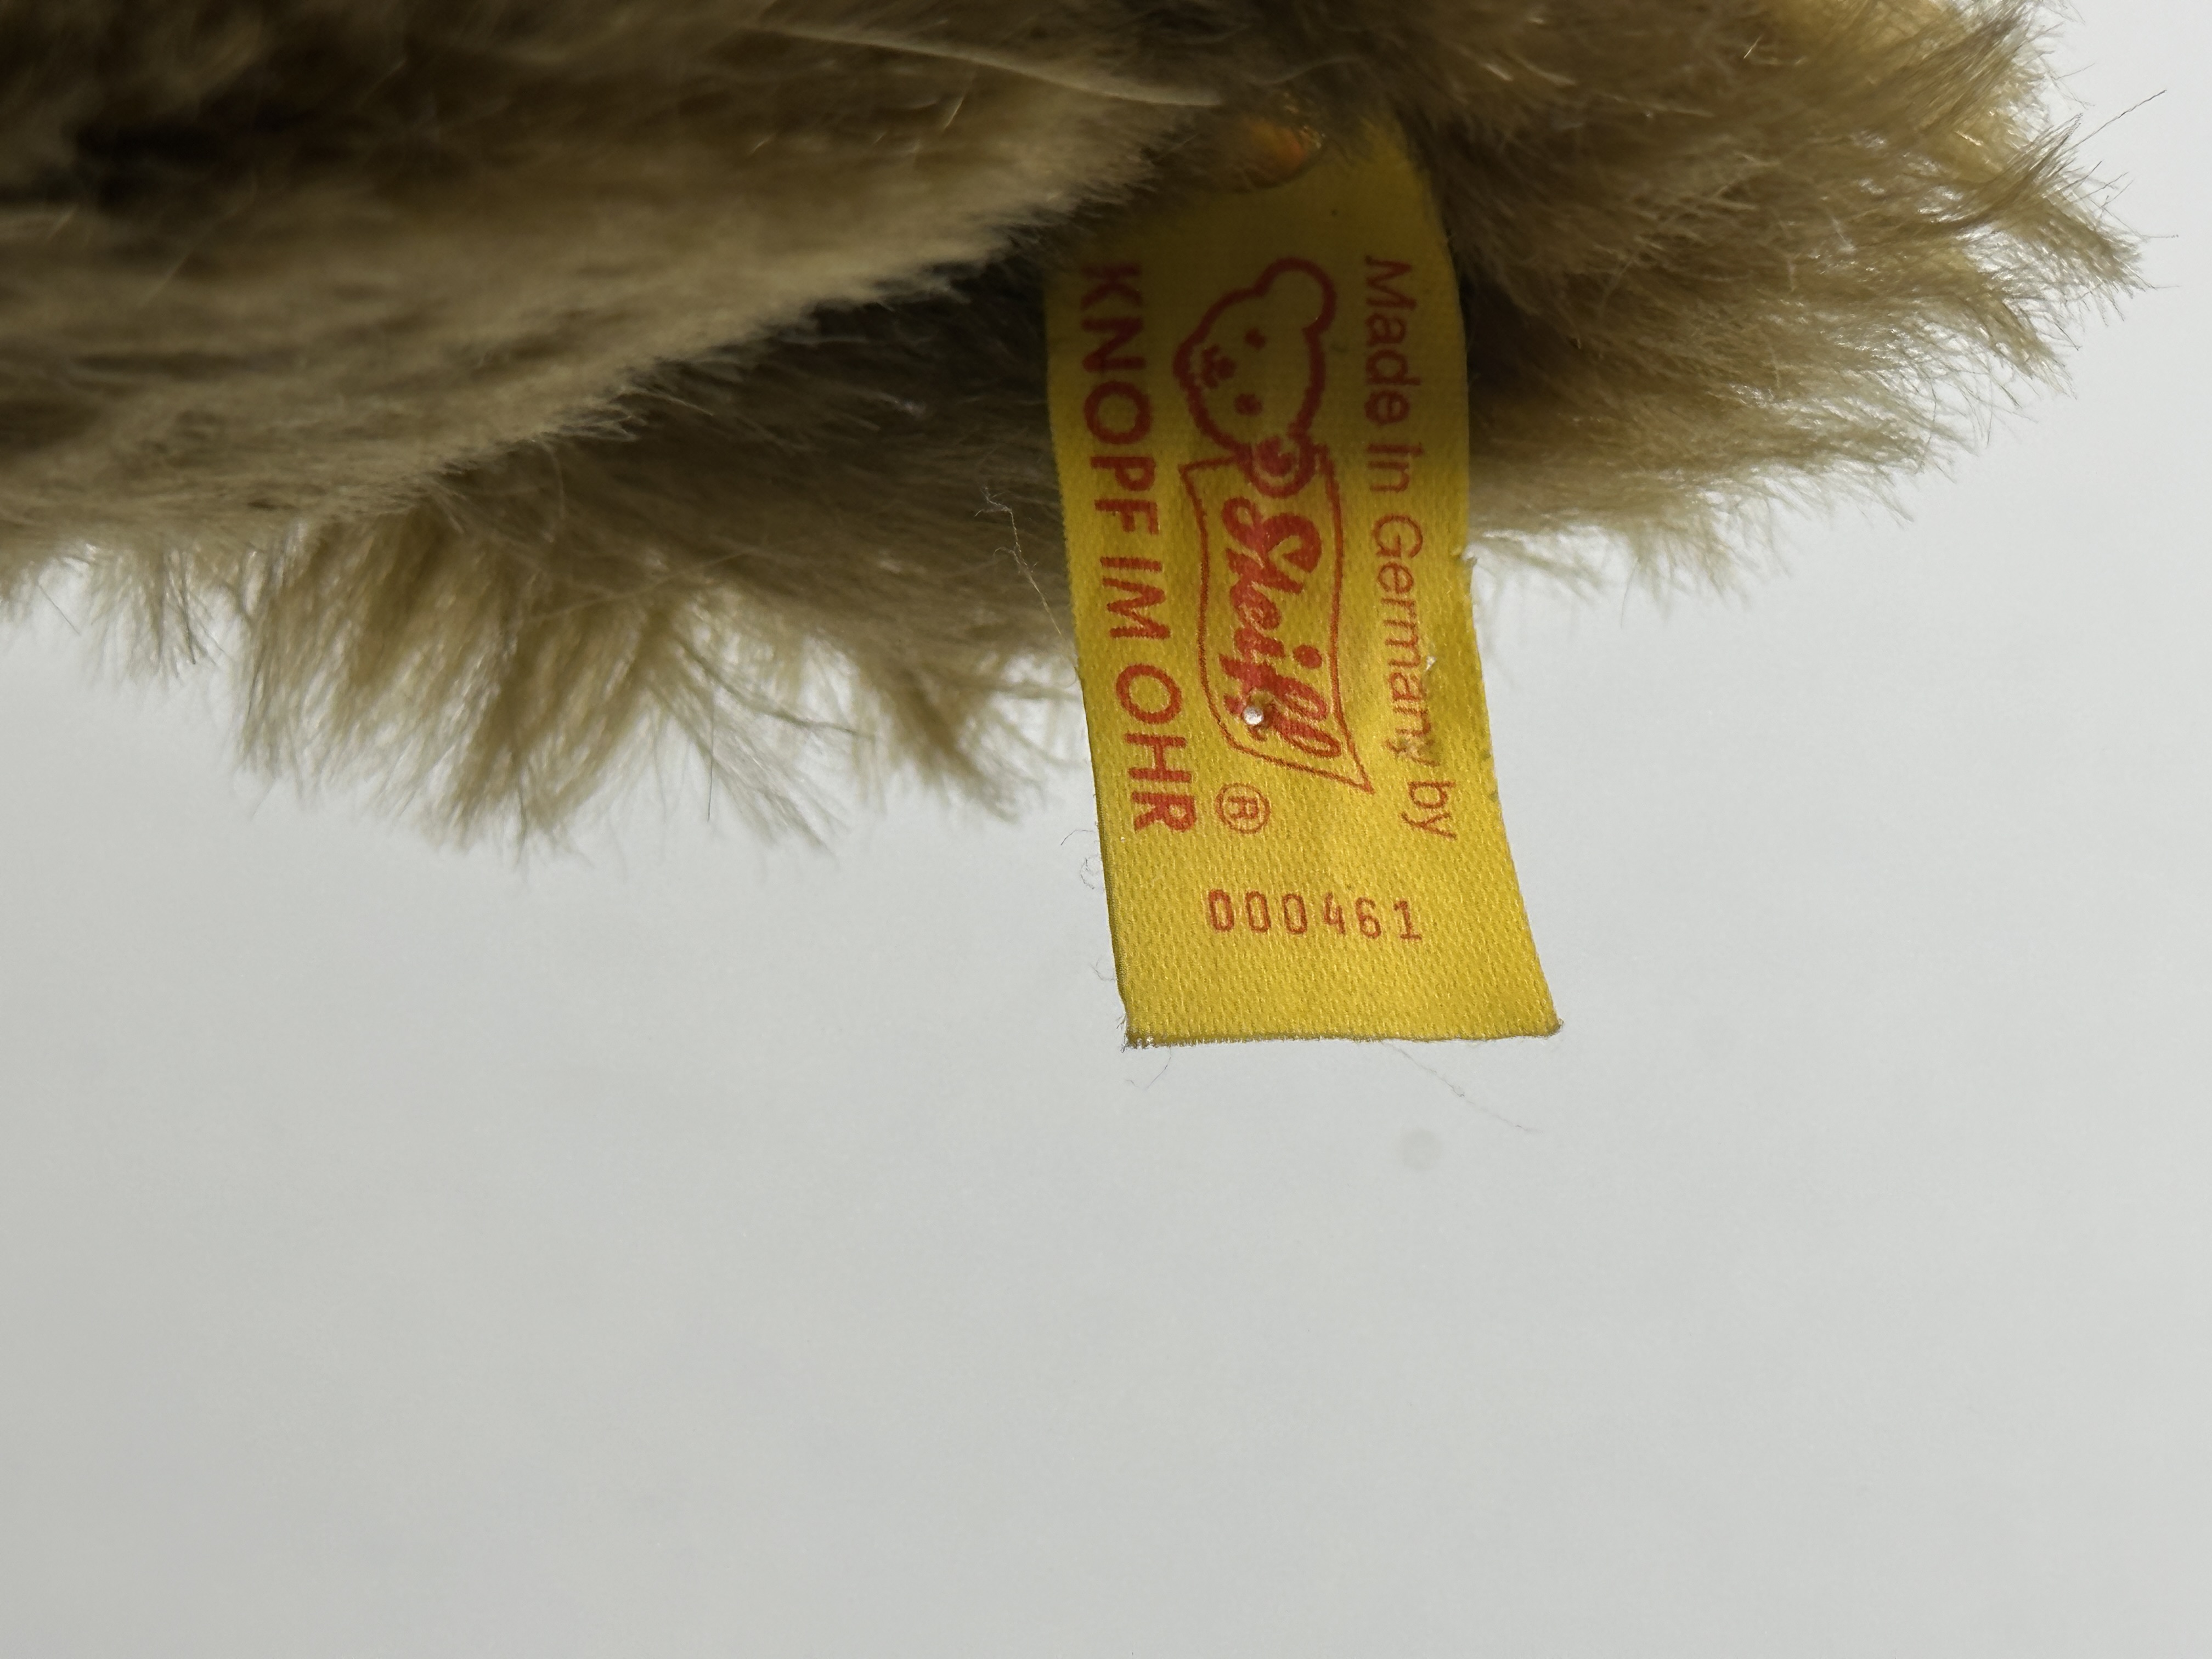 Made in Germany by
Steiff
®
KNOPF IM OHR
000461